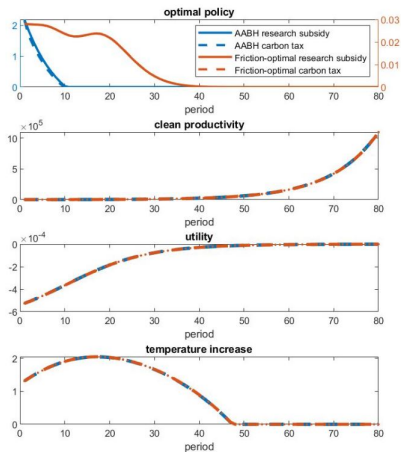 optimal policy
2
1
0
0.03
0.02
0.01
0
AABH research subsidy
AABH carbon tax
Friction-optimal research subsidy
Friction-optimal carbon tax
0 10 20 30 40 50 60 70 80
period
×10⁵
clean productivity
10
5
0
0 10 20 30 40 50 60 70 80
period
×10⁻⁴
utility
0
-2
-4
-6
0 10 20 30 40 50 60 70 80
period
temperature increase
2
1
0
0 10 20 30 40 50 60 70 80
period